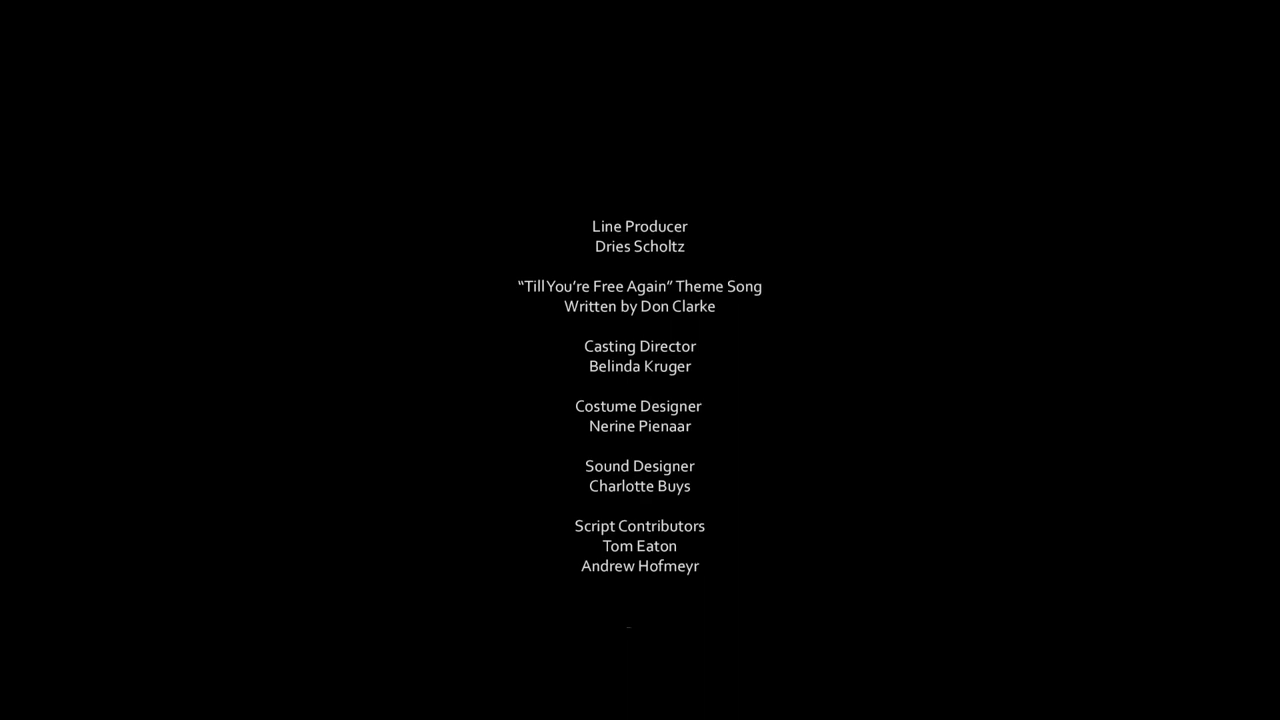 Line Producer
Dries Scholtz
“Till You’re Free Again” Theme Song
Written by Don Clarke
Casting Director
Belinda Kruger
Costume Designer
Nerine Pienaar
Sound Designer
Charlotte Buys
Script Contributors
Tom Eaton
Andrew Hofmeyr